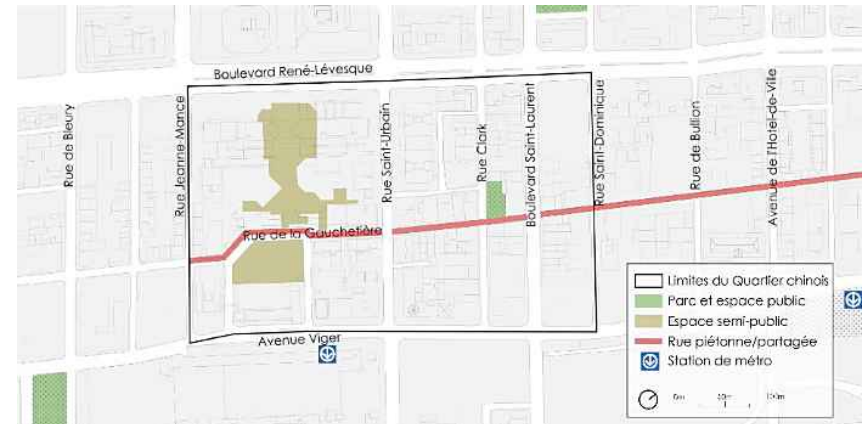 Boulevard René-Lévesque
Rue de Bleury
Rue Jeanne-Mance
Rue Saint-Urbain
Rue Clark
Boulevard Saint-Laurent
Rue Saint-Dominique
Rue de Bullion
Avenue de l'Hôtel-de-Ville
Rue de la Gauchetière
Avenue Viger
Limites du Quartier chinois
Parc et espace public
Espace semi-public
Rue piétonne/partagée
Station de métro